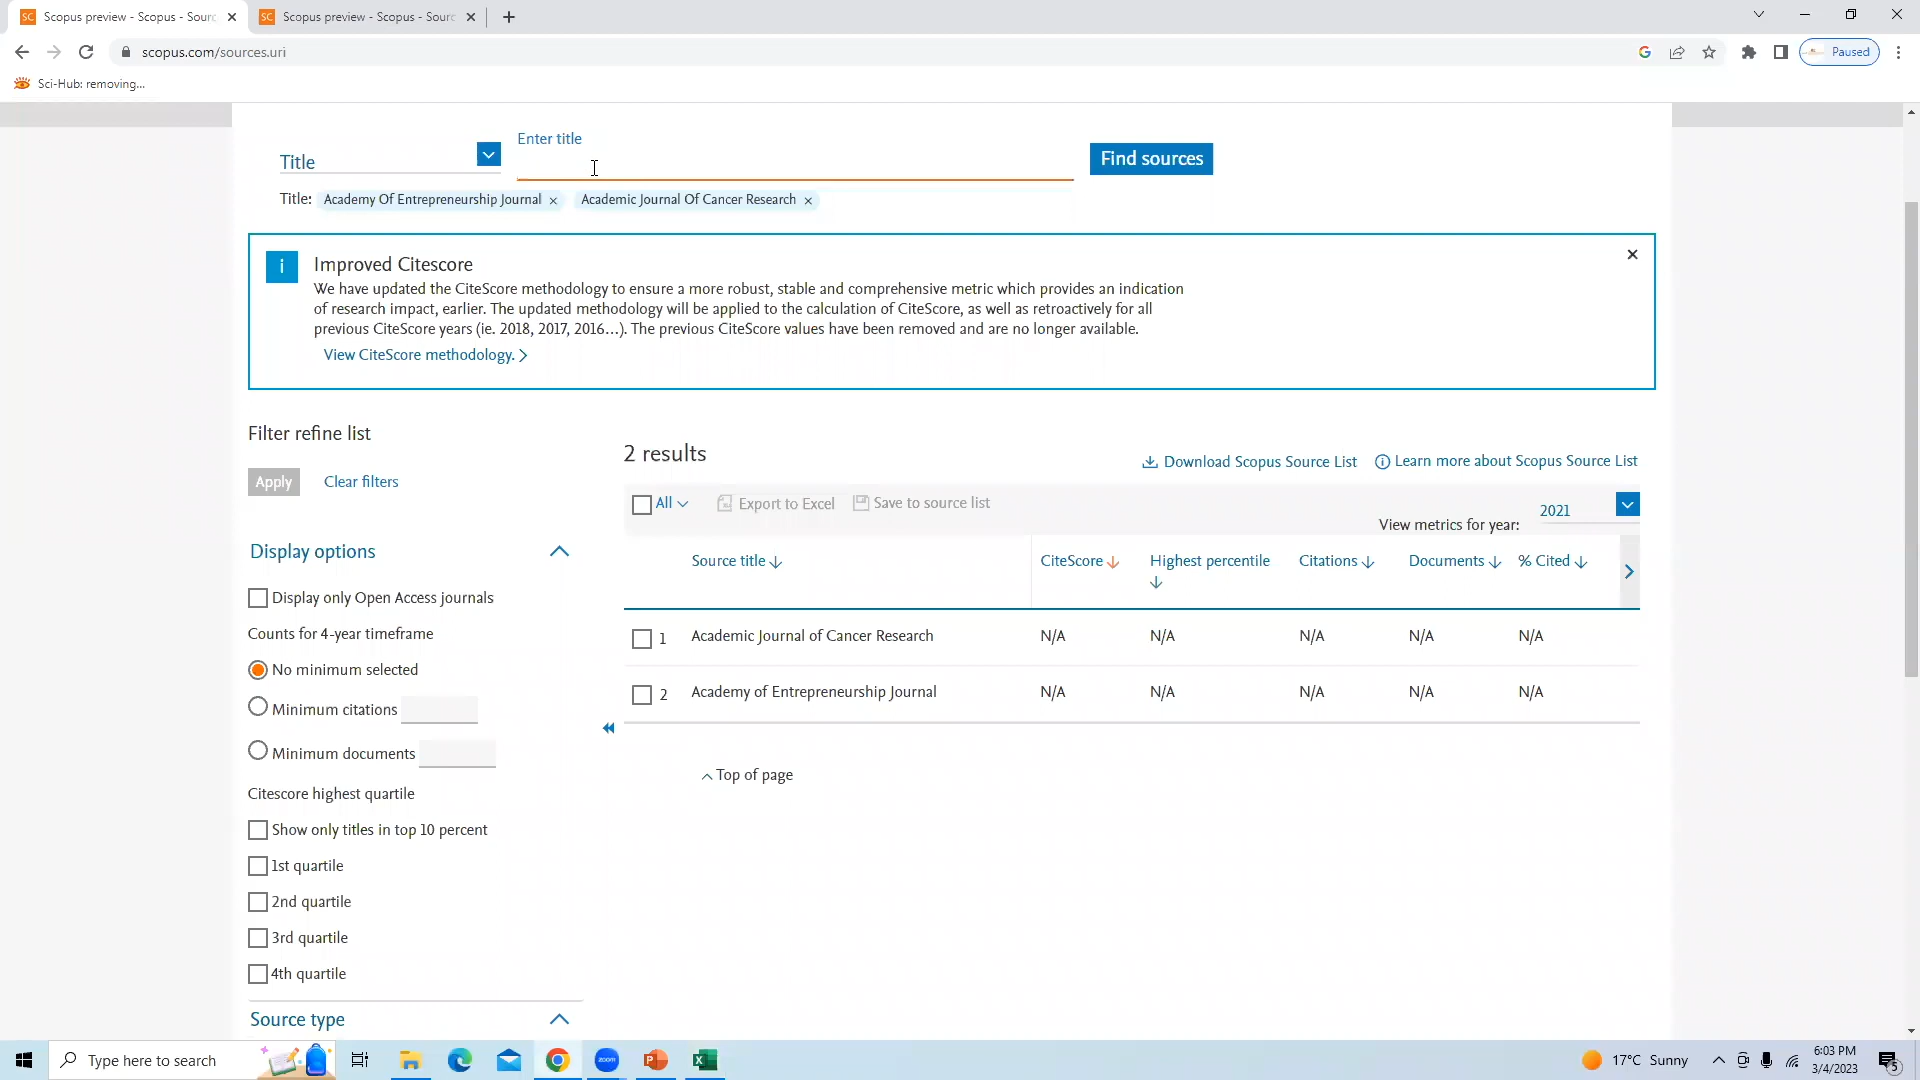 Scopus preview - Scopus - Sourc
Scopus preview - Scopus - Sourc
scopus.com/sources.uri
Paused
Sci-Hub: removing...
Enter title
Title
Find sources
Title: Academy Of Entrepreneurship Journal × Academic Journal Of Cancer Research ×
i
Improved Citescore
We have updated the CiteScore methodology to ensure a more robust, stable and comprehensive metric which provides an indication
of research impact, earlier. The updated methodology will be applied to the calculation of CiteScore, as well as retroactively for all
previous CiteScore years (ie. 2018, 2017, 2016...). The previous CiteScore values have been removed and are no longer available.
View CiteScore methodology.
Filter refine list
Apply Clear filters
Display options
Display only Open Access journals
Counts for 4-year timeframe
No minimum selected
Minimum citations
Minimum documents
Citescore highest quartile
Show only titles in top 10 percent
1st quartile
2nd quartile
3rd quartile
4th quartile
Source type
2 results
Download Scopus Source List Learn more about Scopus Source List
All Export to Excel Save to source list
View metrics for year: 2021
Source title CiteScore Highest percentile Citations Documents % Cited
1 Academic Journal of Cancer Research N/A N/A N/A N/A N/A
2 Academy of Entrepreneurship Journal N/A N/A N/A N/A N/A
Top of page
Type here to search
zoom
17°C Sunny
6:03 PM
3/4/2023
5